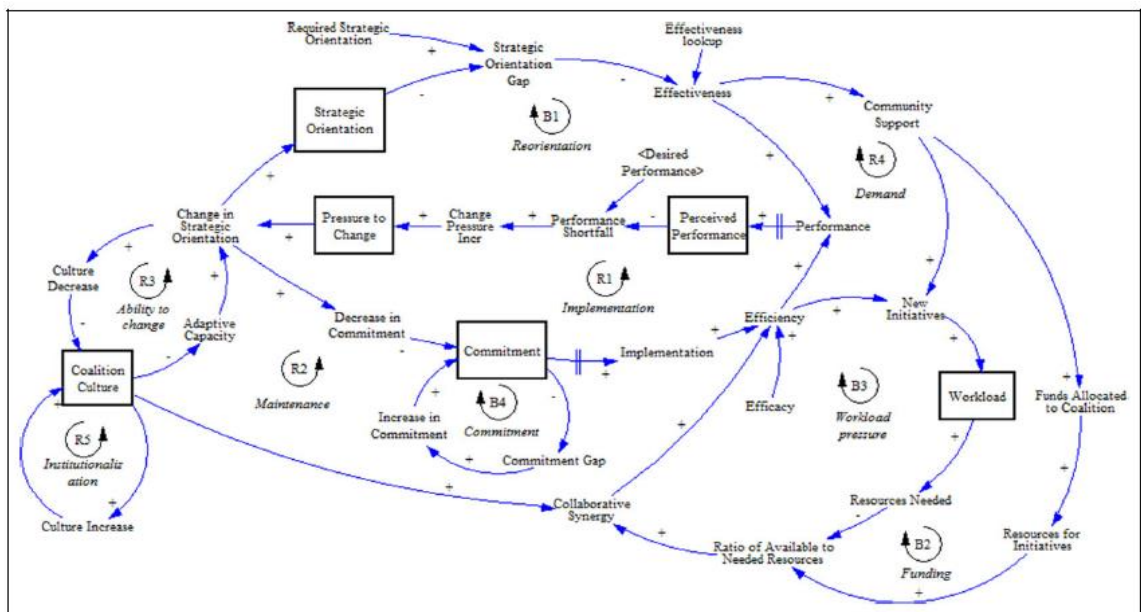 Required Strategic
Orientation
Strategic
Orientation
Gap
Effectiveness
lookup
Effectiveness
Community
Support
Strategic
Orientation
B1
Reorientation
R4
Demand
<Desired
Performance>
Change in
Strategic
Orientation
Pressure to
Change
Change
Pressure
Incr
Performance
Shortfall
Perceived
Performance
Performance
Culture
Decrease
R3
Ability to
change
Adaptive
Capacity
R1
Implementation
New
Initiatives
Efficiency
Decrease in
Commitment
Commitment
Implementation
Coalition
Culture
R2
Maintenance
B4
Commitment
Increase in
Commitment
Commitment Gap
Efficacy
B3
Workload
pressure
Workload
Funds Allocated
to Coalition
R5
Institutionaliz
ation
Culture Increase
Collaborative
Synergy
Resources Needed
Ratio of Available to
Needed Resources
B2
Funding
Resources for
Initiatives